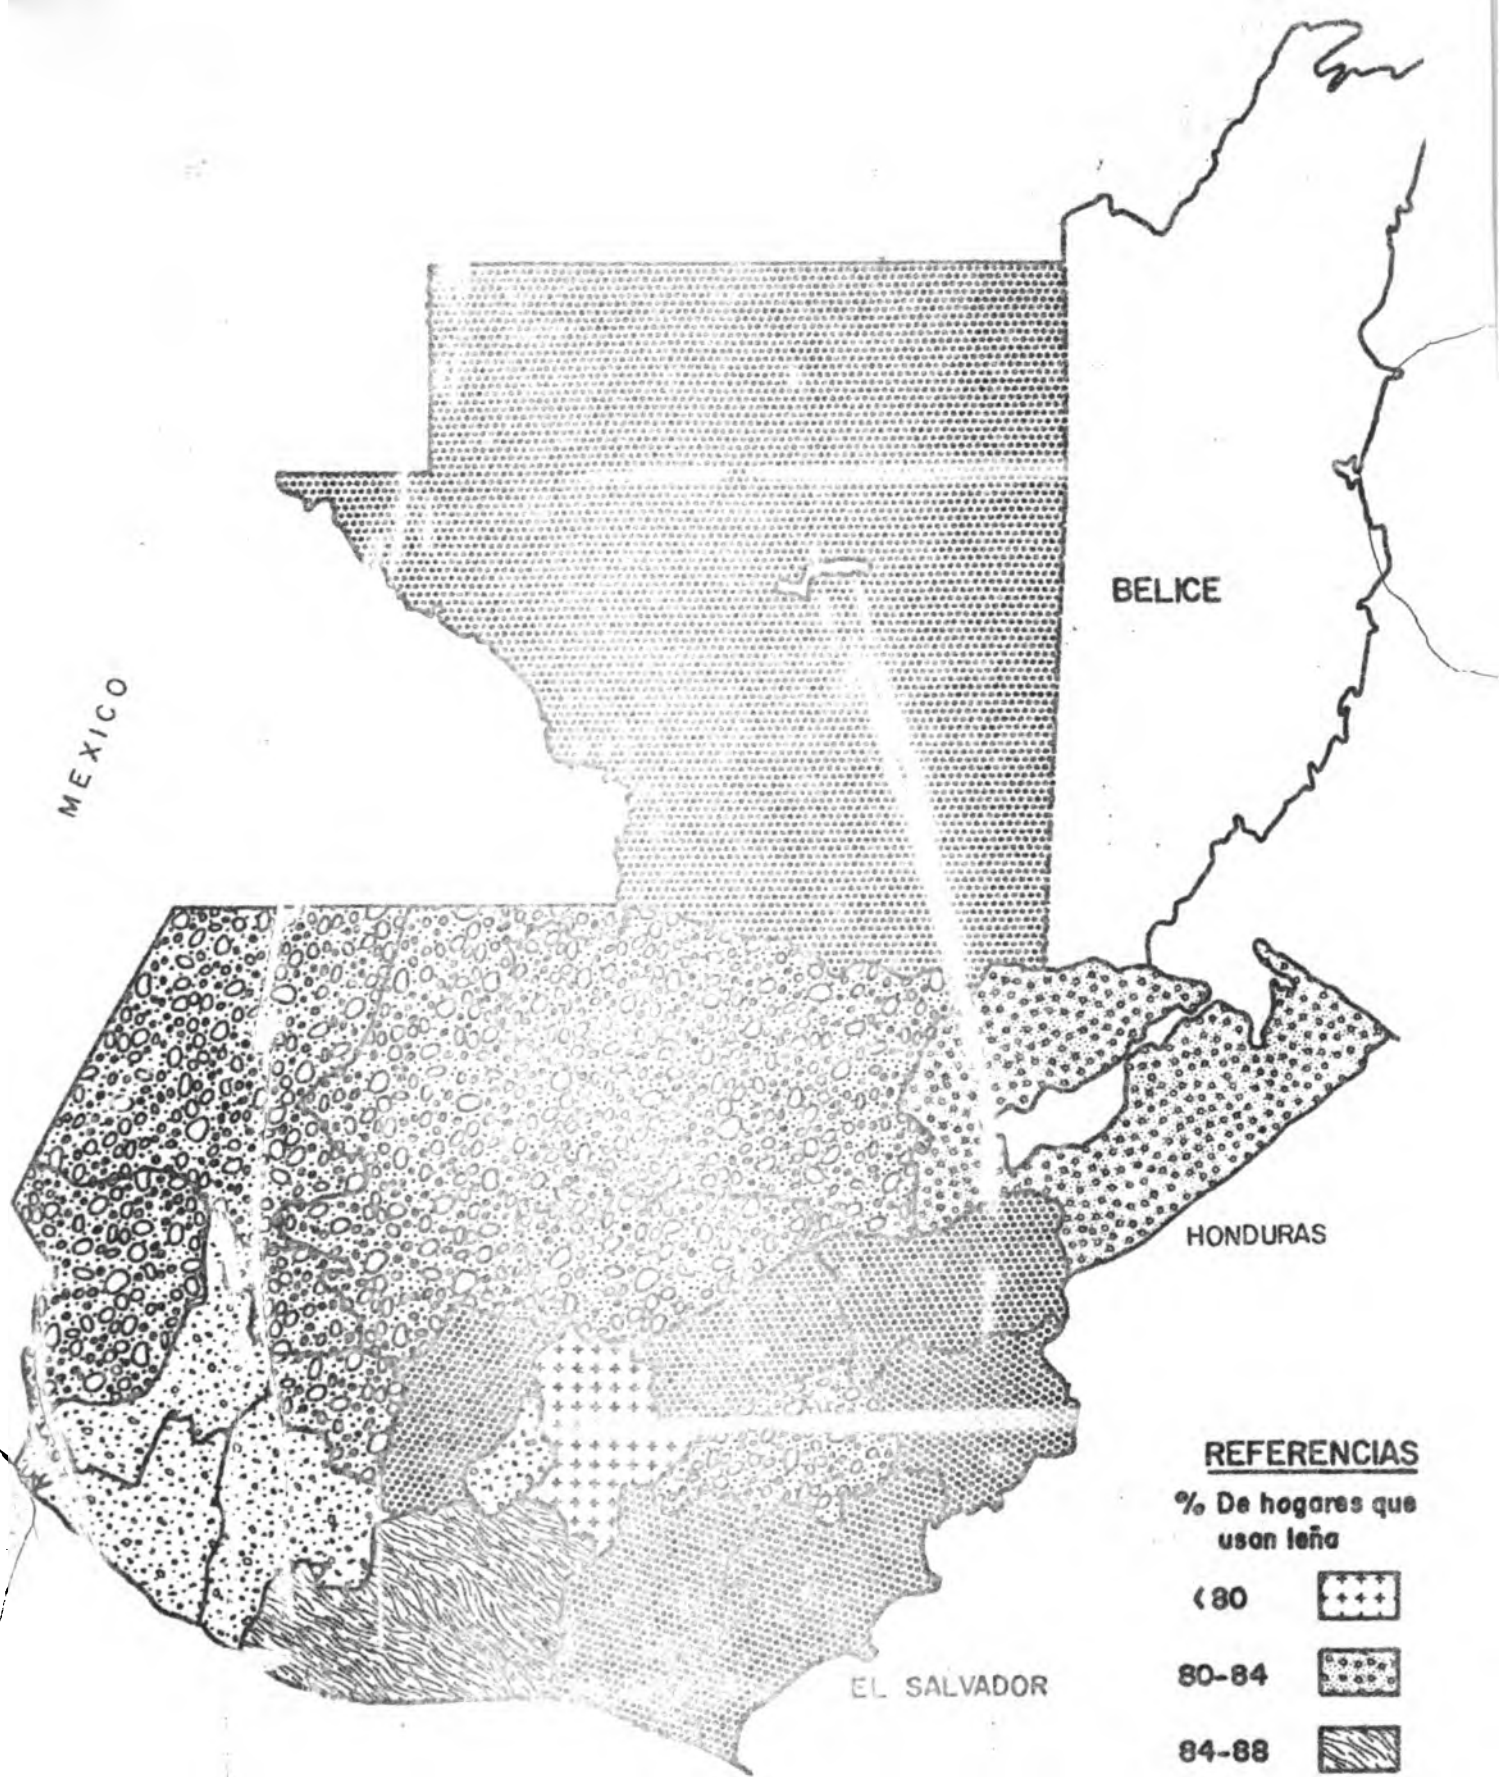 BELICE
MEXICO
HONDURAS
REFERENCIAS
% De hogares que
usan leña
<80
80-84
EL SALVADOR
84-88